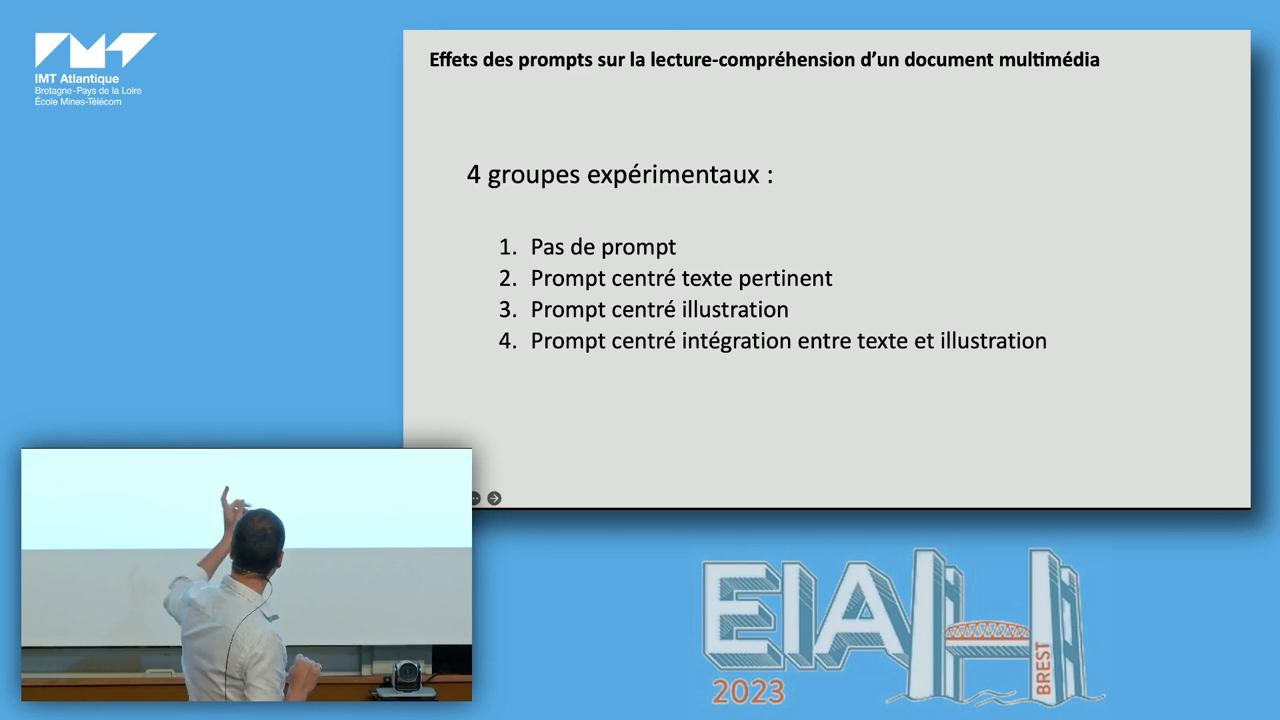 IMT Atlantique
Bretagne-Pays de la Loire
École Mines-Télécom
Effets des prompts sur la lecture-compréhension d'un document multimédia
4 groupes expérimentaux :
1. Pas de prompt
2. Prompt centré texte pertinent
3. Prompt centré illustration
4. Prompt centré intégration entre texte et illustration
EIAH
2023
BREST